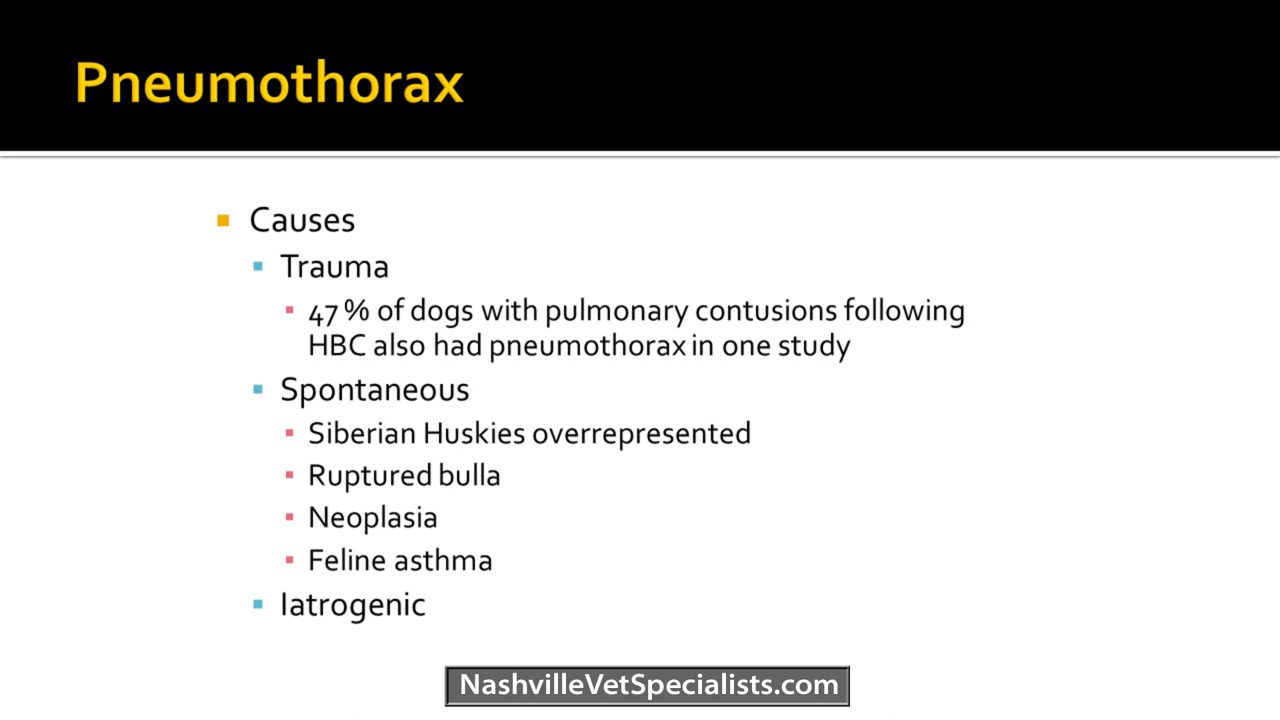 Pneumothorax
Causes
Trauma
47 % of dogs with pulmonary contusions following
HBC also had pneumothorax in one study
Spontaneous
Siberian Huskies overrepresented
Ruptured bulla
Neoplasia
Feline asthma
Iatrogenic
NashvilleVetSpecialists.com